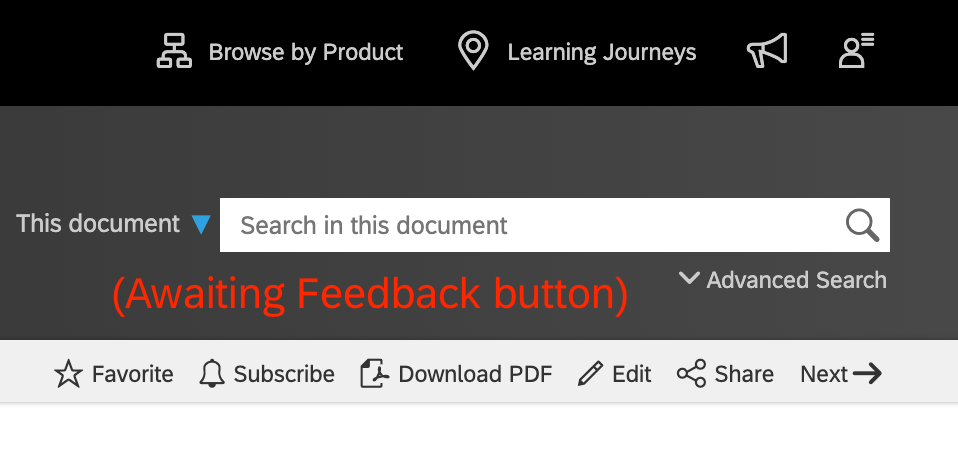 Browse by Product Learning Journeys
This document Search in this document
Advanced Search
(Awaiting Feedback button)
Favorite Subscribe Download PDF Edit Share Next